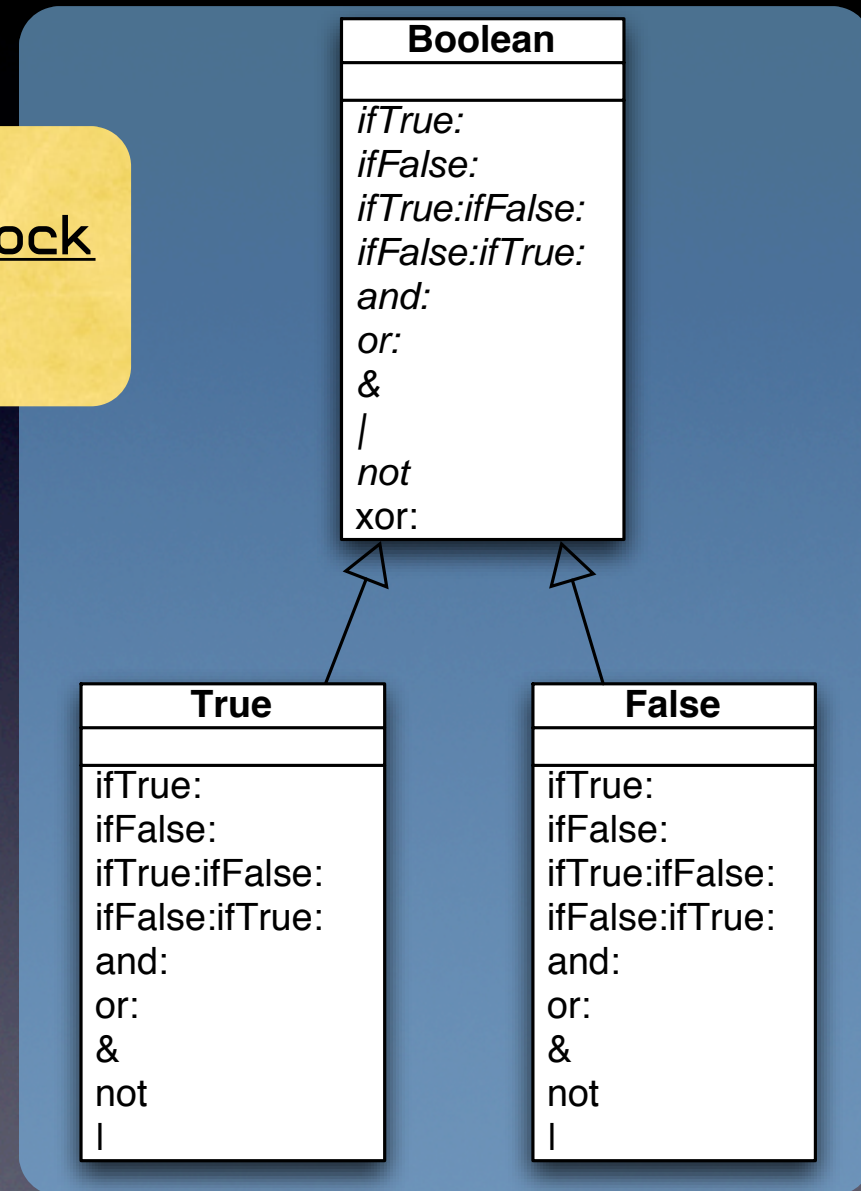 Boolean
ifTrue:
ifFalse:
ifTrue:ifFalse:
ifFalse:ifTrue:
and:
or:
&
|
not
xor:
ock
True
ifTrue:
ifFalse:
ifTrue:ifFalse:
ifFalse:ifTrue:
and:
or:
&
not
|
False
ifTrue:
ifFalse:
ifTrue:ifFalse:
ifFalse:ifTrue:
and:
or:
&
not
|